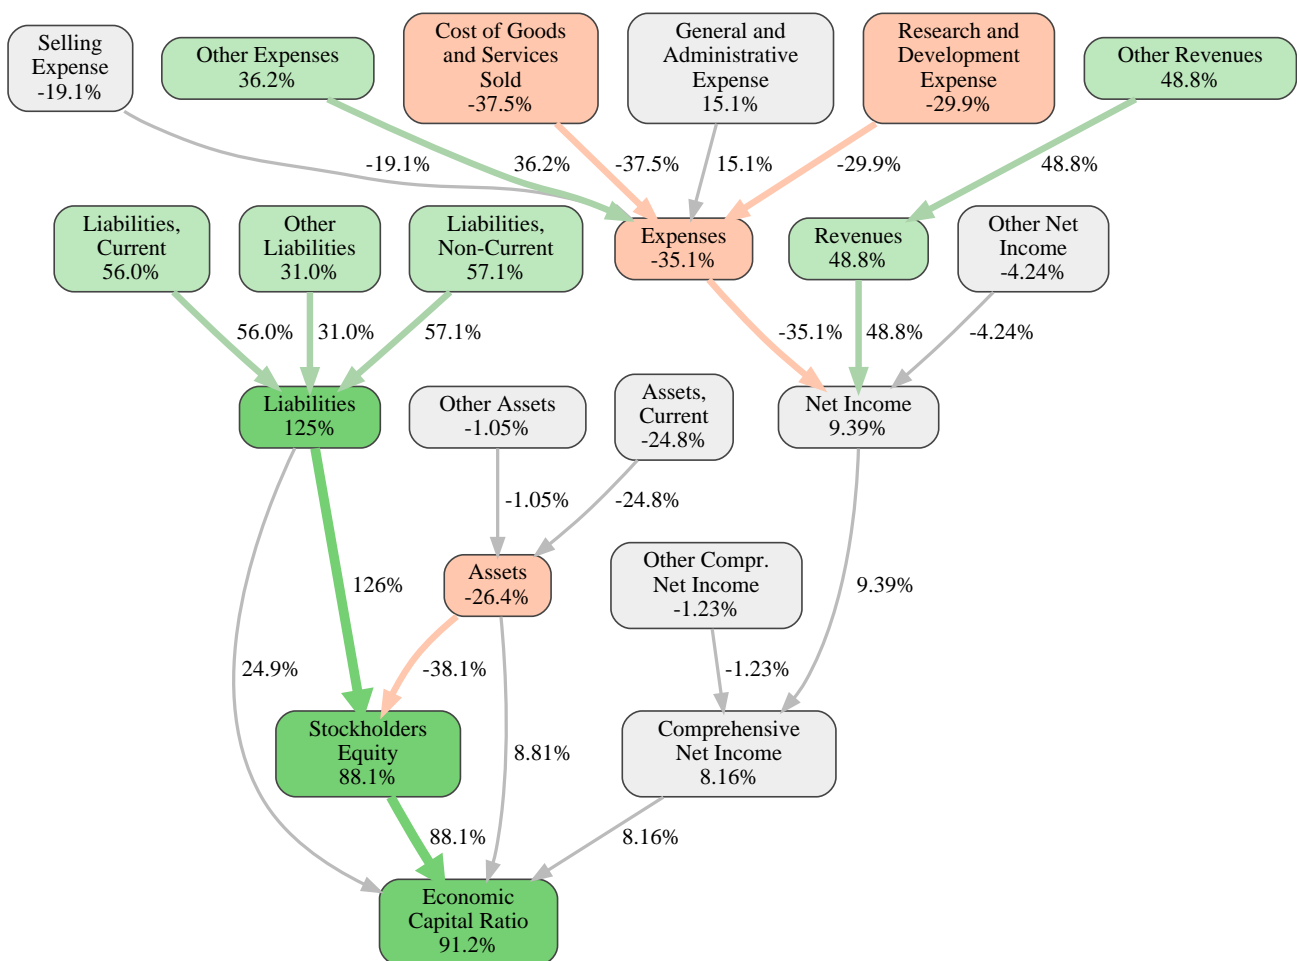 Selling
Expense
-19.1%
Other Expenses
36.2%
Cost of Goods
and Services
Sold
-37.5%
General and
Administrative
Expense
15.1%
Research and
Development
Expense
-29.9%
Other Revenues
48.8%
-19.1%
36.2%
-37.5%
15.1%
-29.9%
48.8%
Liabilities,
Current
56.0%
Other
Liabilities
31.0%
Liabilities,
Non-Current
57.1%
Expenses
-35.1%
Revenues
48.8%
Other Net
Income
-4.24%
56.0%
31.0%
57.1%
-35.1%
48.8%
-4.24%
Liabilities
125%
Other Assets
-1.05%
Assets,
Current
-24.8%
Net Income
9.39%
-1.05%
-24.8%
126%
Assets
-26.4%
Other Compr.
Net Income
-1.23%
9.39%
24.9%
-38.1%
-1.23%
Stockholders
Equity
88.1%
8.81%
Comprehensive
Net Income
8.16%
88.1%
8.16%
Economic
Capital Ratio
91.2%